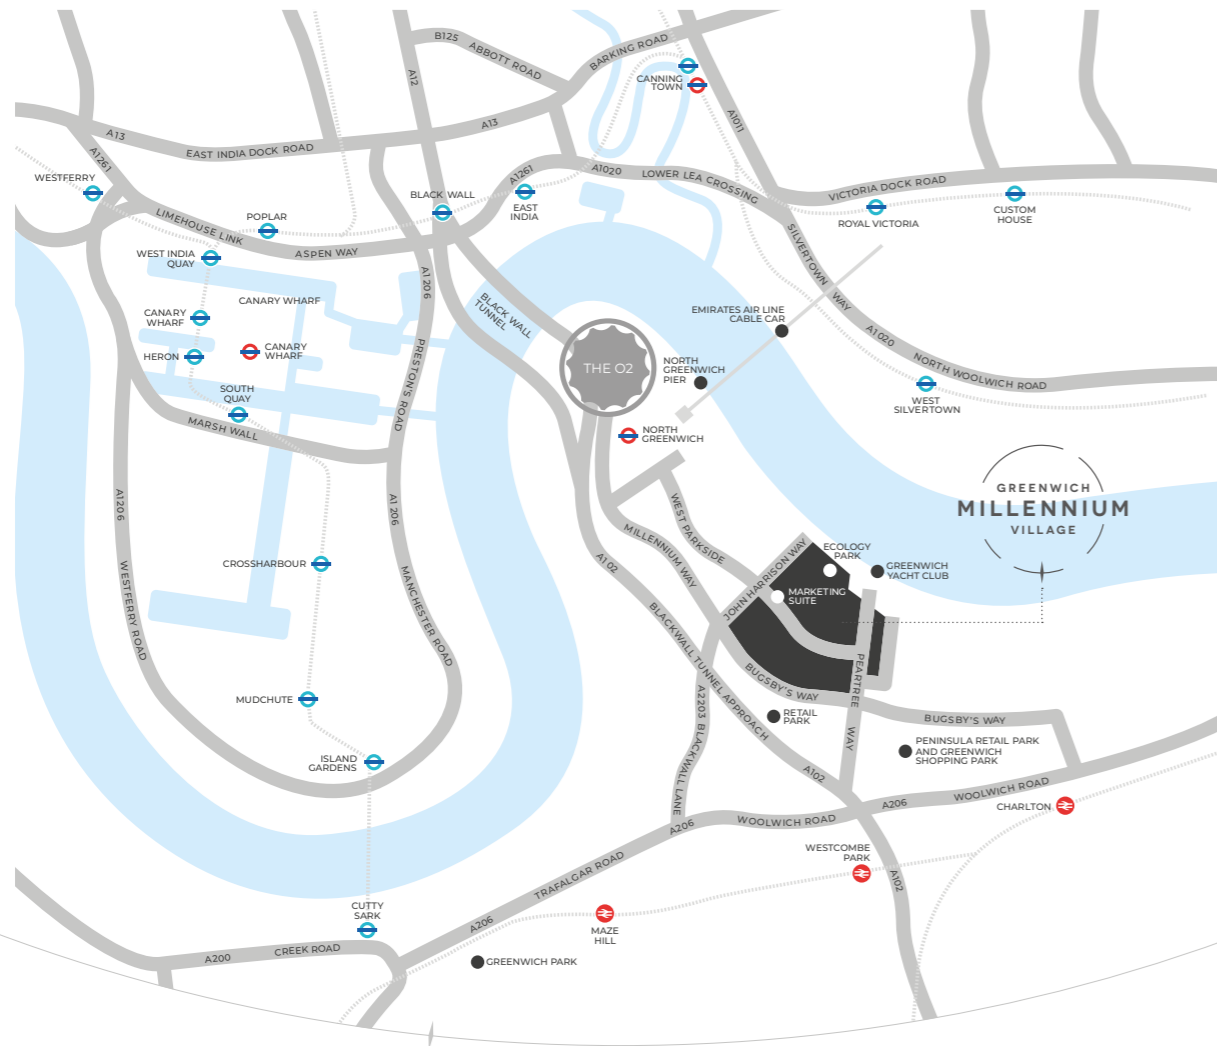 B125
ABBOTT ROAD
BARKING ROAD
A12
CANNING
TOWN
A1011
A13
A13
EAST INDIA DOCK ROAD
A1261
WESTFERRY
A1261
A1020
LOWER LEA CROSSING
VICTORIA DOCK ROAD
BLACK WALL
EAST
INDIA
ROYAL VICTORIA
CUSTOM
HOUSE
LIMEHOUSE LINK
POPLAR
ASPEN WAY
WEST INDIA
QUAY
SILVERTOWN
WAY
A1206
CANARY WHARF
BLACK WALL
TUNNEL
EMIRATES AIR LINE
CABLE CAR
CANARY
WHARF
A1020
NORTH WOOLWICH ROAD
HERON
CANARY
WHARF
PRESTON'S ROAD
THE O2
NORTH
GREENWICH
PIER
SOUTH
QUAY
WEST
SILVERTOWN
MARSH WALL
NORTH
GREENWICH
A1206
A1206
WEST PARKSIDE
MILLENNIUM WAY
GREENWICH
MILLENNIUM
VILLAGE
CROSSHARBOUR
A102
JOHN HARRISON WAY
ECOLOGY
PARK
GREENWICH
YACHT CLUB
MARKETING
SUITE
WESTFERRY ROAD
MANCHESTER ROAD
BLACKWALL TUNNEL APPROACH
BUGSBY'S WAY
PEARTREE
WAY
MUDCHUTE
A2203 BLACKWALL LANE
RETAIL
PARK
BUGSBY'S WAY
PENINSULA RETAIL PARK
AND GREENWICH
SHOPPING PARK
ISLAND
GARDENS
A102
A206
WOOLWICH ROAD
CHARLTON
A206
WOOLWICH ROAD
WESTCOMBE
PARK
A102
TRAFALGAR ROAD
A206
CUTTY
SARK
MAZE
HILL
A200
CREEK ROAD
GREENWICH PARK